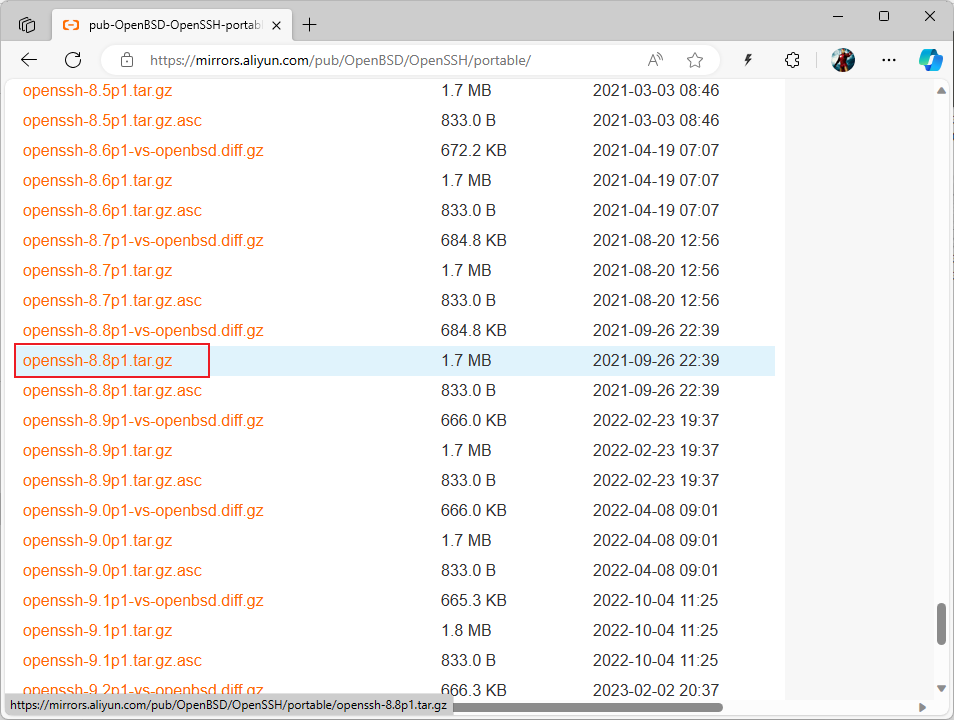 pub-OpenBSD-OpenSSH-portabl
https://mirrors.aliyun.com/pub/OpenBSD/OpenSSH/portable/
openssh-8.5p1.tar.gz 1.7 MB 2021-03-03 08:46
openssh-8.5p1.tar.gz.asc 833.0 B 2021-03-03 08:46
openssh-8.6p1-vs-openbsd.diff.gz 672.2 KB 2021-04-19 07:07
openssh-8.6p1.tar.gz 1.7 MB 2021-04-19 07:07
openssh-8.6p1.tar.gz.asc 833.0 B 2021-04-19 07:07
openssh-8.7p1-vs-openbsd.diff.gz 684.8 KB 2021-08-20 12:56
openssh-8.7p1.tar.gz 1.7 MB 2021-08-20 12:56
openssh-8.7p1.tar.gz.asc 833.0 B 2021-08-20 12:56
openssh-8.8p1-vs-openbsd.diff.gz 684.8 KB 2021-09-26 22:39
openssh-8.8p1.tar.gz 1.7 MB 2021-09-26 22:39
openssh-8.8p1.tar.gz.asc 833.0 B 2021-09-26 22:39
openssh-8.9p1-vs-openbsd.diff.gz 666.0 KB 2022-02-23 19:37
openssh-8.9p1.tar.gz 1.7 MB 2022-02-23 19:37
openssh-8.9p1.tar.gz.asc 833.0 B 2022-02-23 19:37
openssh-9.0p1-vs-openbsd.diff.gz 666.0 KB 2022-04-08 09:01
openssh-9.0p1.tar.gz 1.7 MB 2022-04-08 09:01
openssh-9.0p1.tar.gz.asc 833.0 B 2022-04-08 09:01
openssh-9.1p1-vs-openbsd.diff.gz 665.3 KB 2022-10-04 11:25
openssh-9.1p1.tar.gz 1.8 MB 2022-10-04 11:25
openssh-9.1p1.tar.gz.asc 833.0 B 2022-10-04 11:25
openssh-9.2p1-vs-openbsd.diff.gz 666.3 KB 2023-02-02 20:37
https://mirrors.aliyun.com/pub/OpenBSD/OpenSSH/portable/openssh-8.8p1.tar.gz